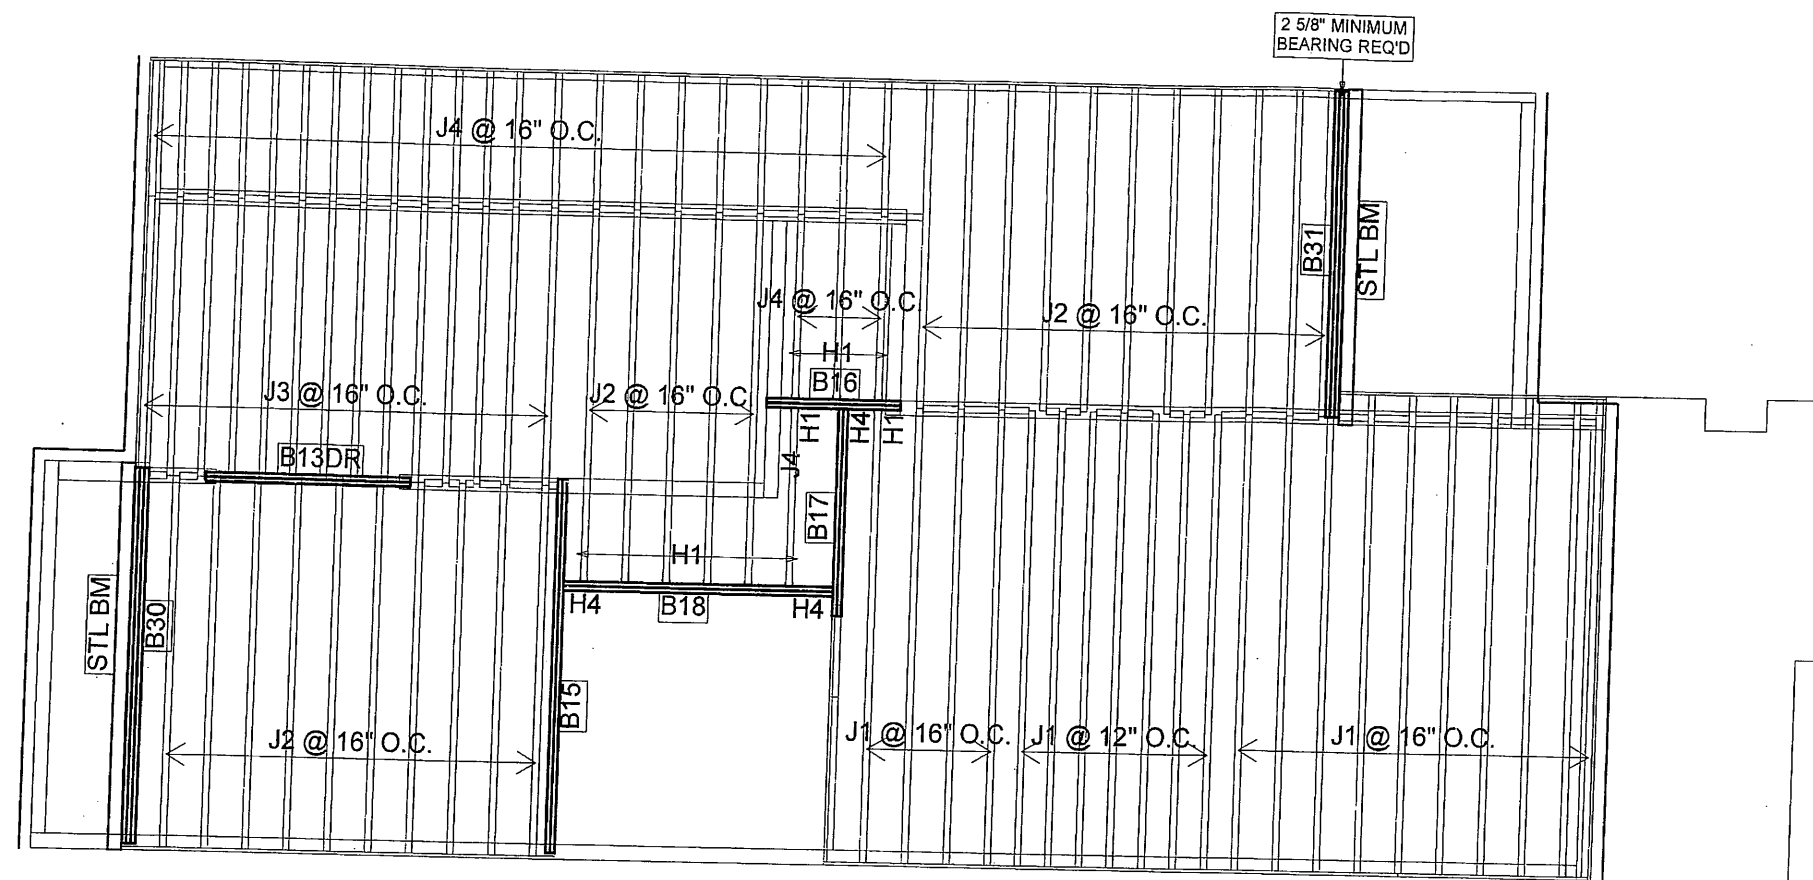 2 5/8" MINIMUM
BEARING REQ'D
J4 @ 16" O.C.
B31
STL BM
J4 @ 16" O.C.
J2 @ 16" O.C.
H1
B16
J3 @ 16" O.C.
J2 @ 16" O.C
H1
H4
H1
B13DR
J4
B17
H1
H4
B18
H4
STL BM
B30
B15
J2 @ 16" O.C.
J1 @ 16" O.C.
J1 @ 12" O.C.
J1 @ 16" O.C.